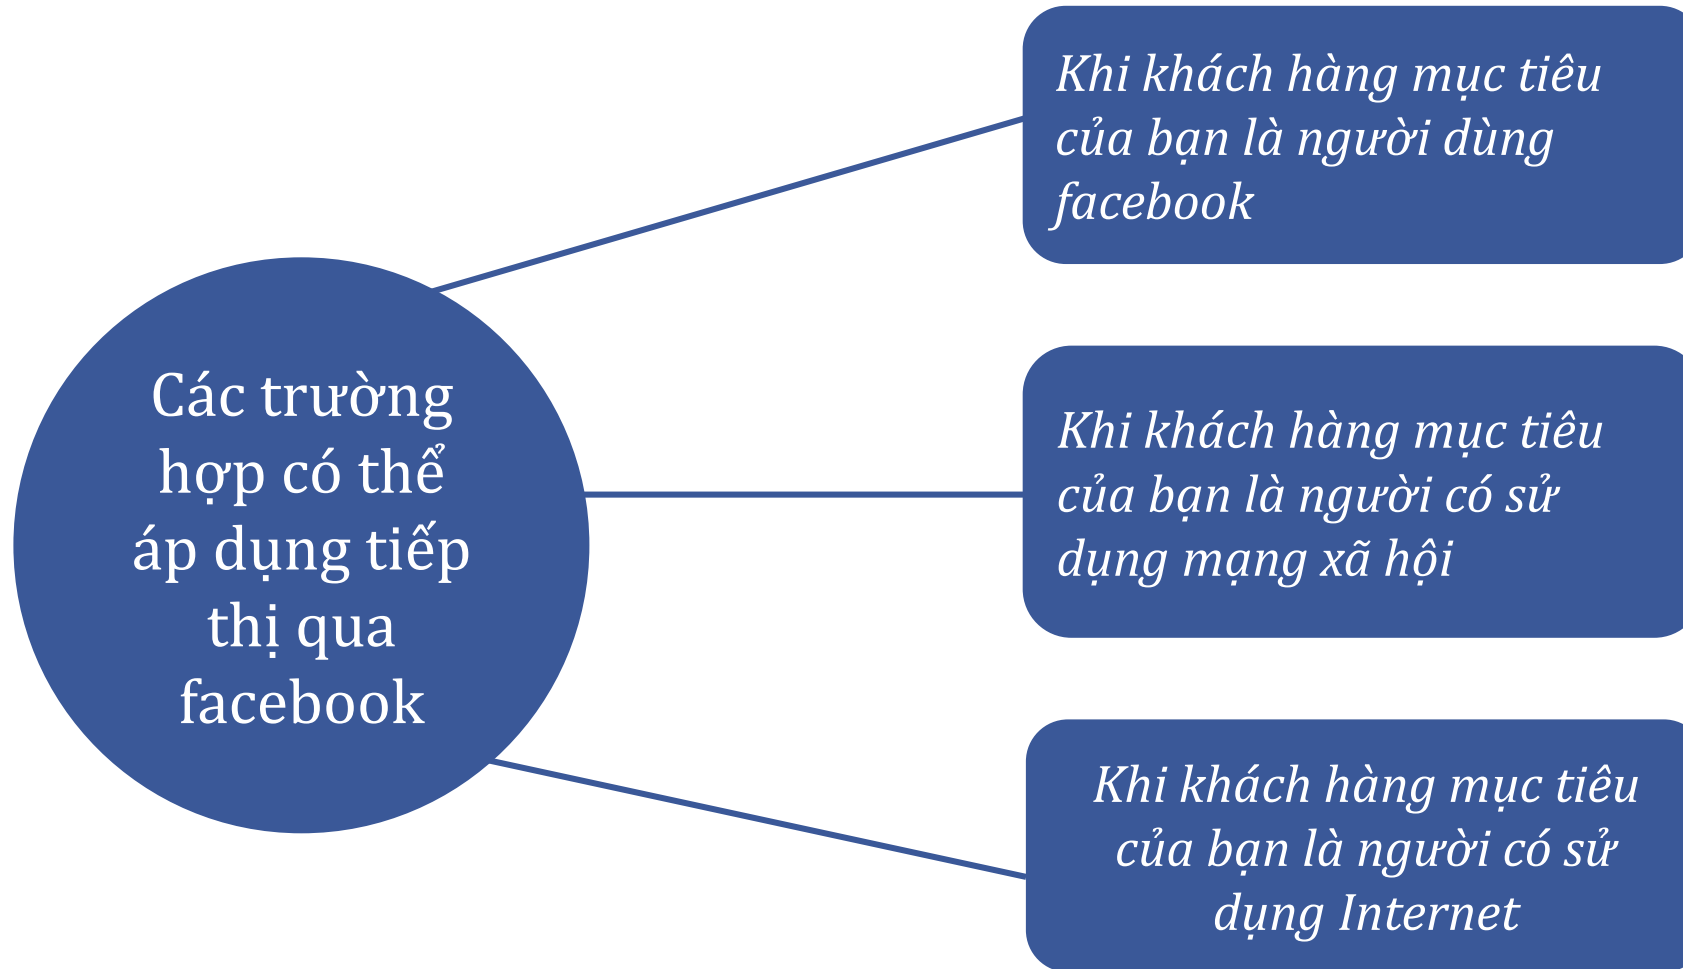 Các trường
hợp có thể
áp dụng tiếp
thị qua
facebook
Khi khách hàng mục tiêu
của bạn là người dùng
facebook
Khi khách hàng mục tiêu
của bạn là người có sử
dụng mạng xã hội
Khi khách hàng mục tiêu
của bạn là người có sử
dụng Internet